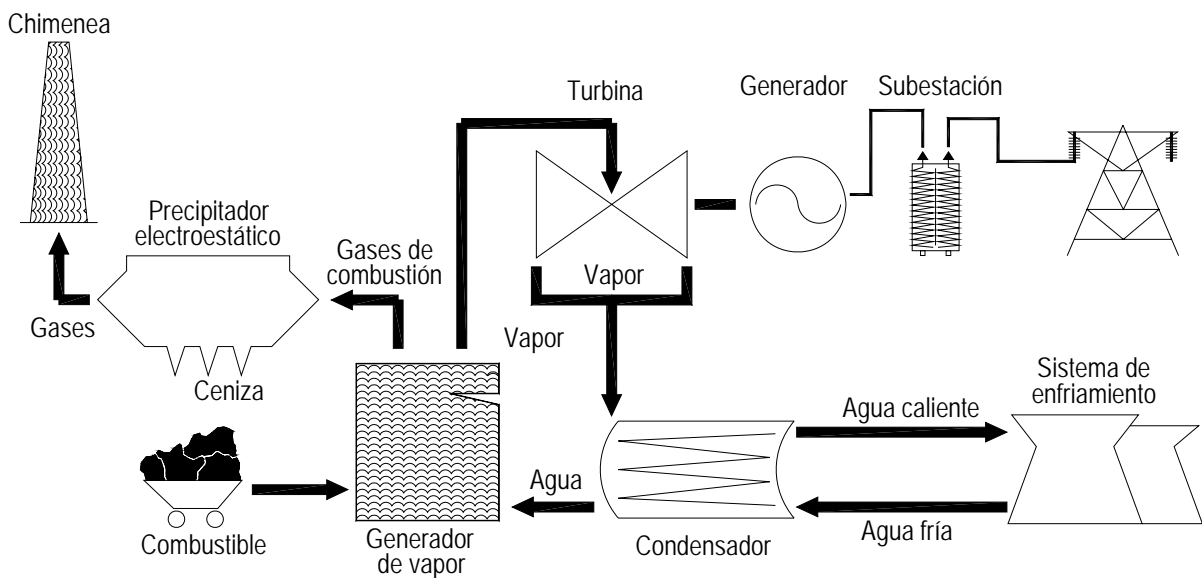 Chimenea
Turbina
Generador
Subestación
Precipitador
electroestático
Gases de
combustión
Vapor
Gases
Vapor
Ceniza
Sistema de
enfriamiento
Agua caliente
Agua
Agua fría
Combustible
Generador
de vapor
Condensador